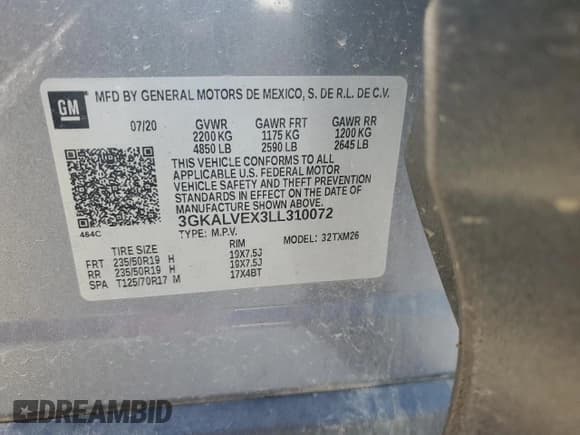 GM
MFD BY GENERAL MOTORS DE MEXICO, S. DE R.L. DE C.V.
07/20 GVWR GAWR FRT GAWR RR
2200 KG 1175 KG 1200 KG
4850 LB 2590 LB 2645 LB
THIS VEHICLE CONFORMS TO ALL
APPLICABLE U.S. FEDERAL MOTOR
VEHICLE SAFETY AND THEFT PREVENTION
STANDARDS IN EFFECT ON THE DATE OF
MANUFACTURE SHOWN ABOVE.
3GKALVEX3LL310072
464C
TYPE: M.P.V. MODEL: 32TXM26
TIRE SIZE RIM
FRT 235/50R19 H 19X7.5J
RR 235/50R19 H 19X7.5J
SPA T125/70R17 M 17X4BT
DREAMBID